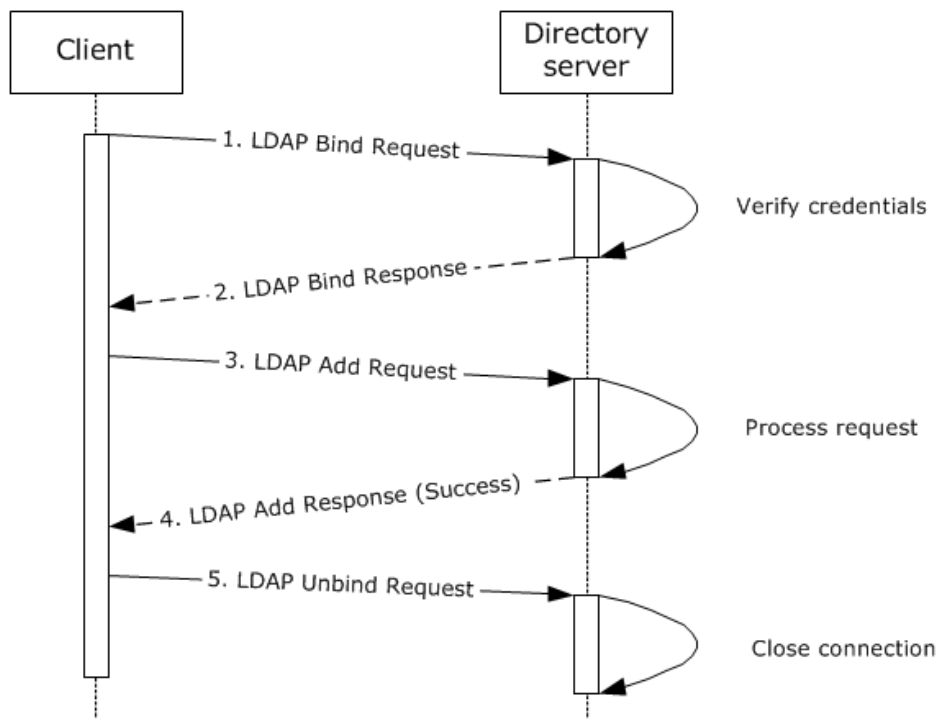 Client
Directory
server
1. LDAP Bind Request
Verify credentials
2. LDAP Bind Response
3. LDAP Add Request
Process request
4. LDAP Add Response (Success)
5. LDAP Unbind Request
Close connection